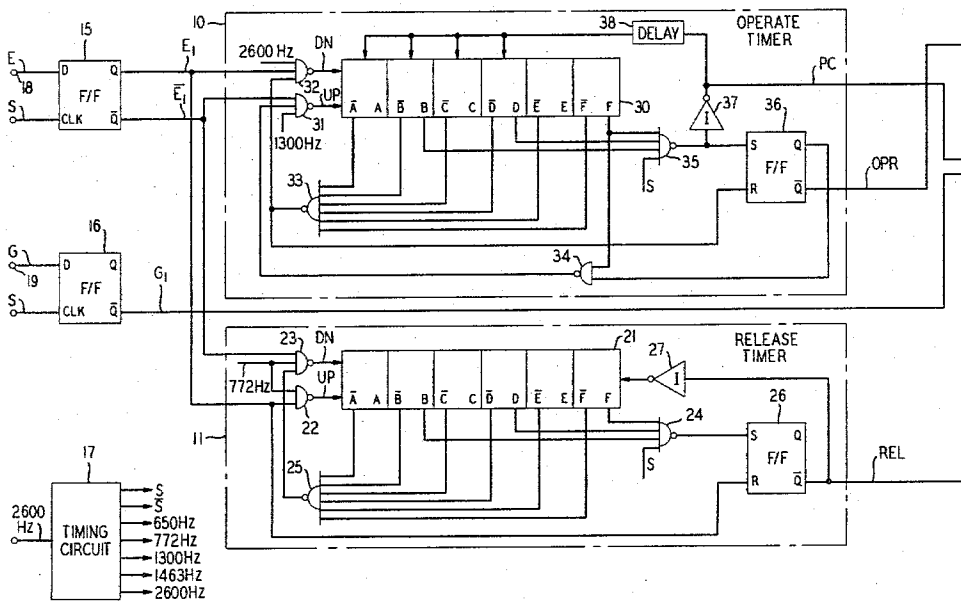 10
38
DELAY
OPERATE
TIMER
15
E
D
Q
18
F/F
S
CLK
Q̅
E₁
E̅₁
2600 Hz
DN
32
UP
31
1300Hz
A̅ A B̅ B C̅ C D̅ D E̅ E F̅ F
30
PC
I
37
36
S
Q
F/F
R
Q̅
35
S
OPR
33
34
16
G
D
Q
19
F/F
S
CLK
Q̅
G₁
23
DN
772Hz
UP
22
21
A̅ A B̅ B C̅ C D̅ D E̅ E F̅ F
27
I
RELEASE
TIMER
24
S
26
S
Q
F/F
R
Q̅
REL
11
25
17
2600
Hz
TIMING
CIRCUIT
S
S̅
650Hz
772Hz
1300Hz
1463Hz
2600Hz